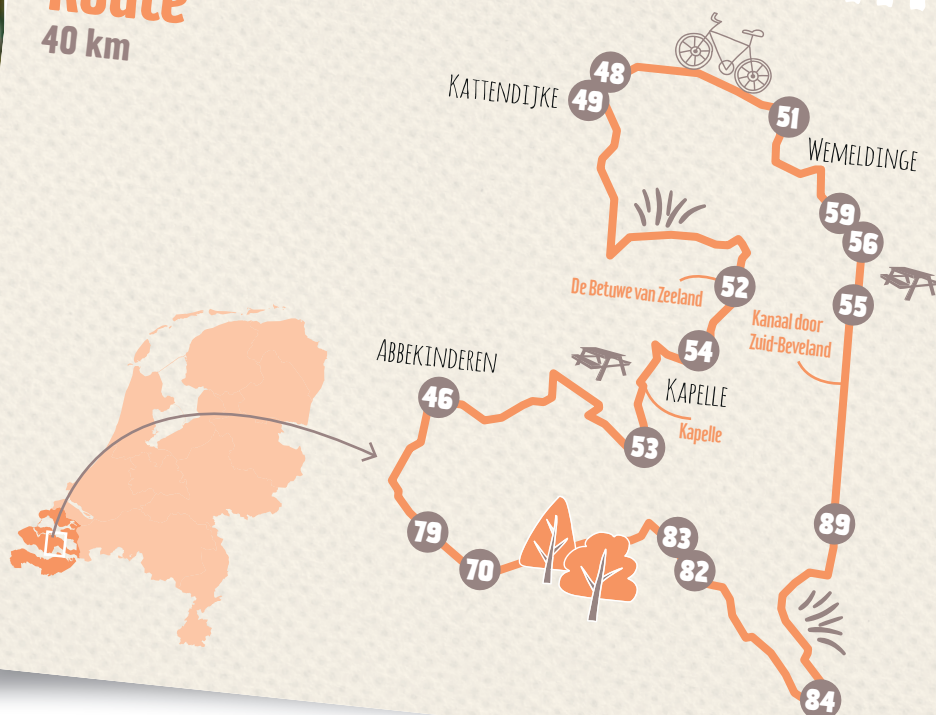 Route
40 km
48
KATTENDIJKE
49
51
WEMELDINGE
59
56
De Betuwe van Zeeland
52
55
Kanaal door
Zuid-Beveland
54
ABBEKINDEREN
KAPELLE
46
Kapelle
53
89
79
83
70
82
84